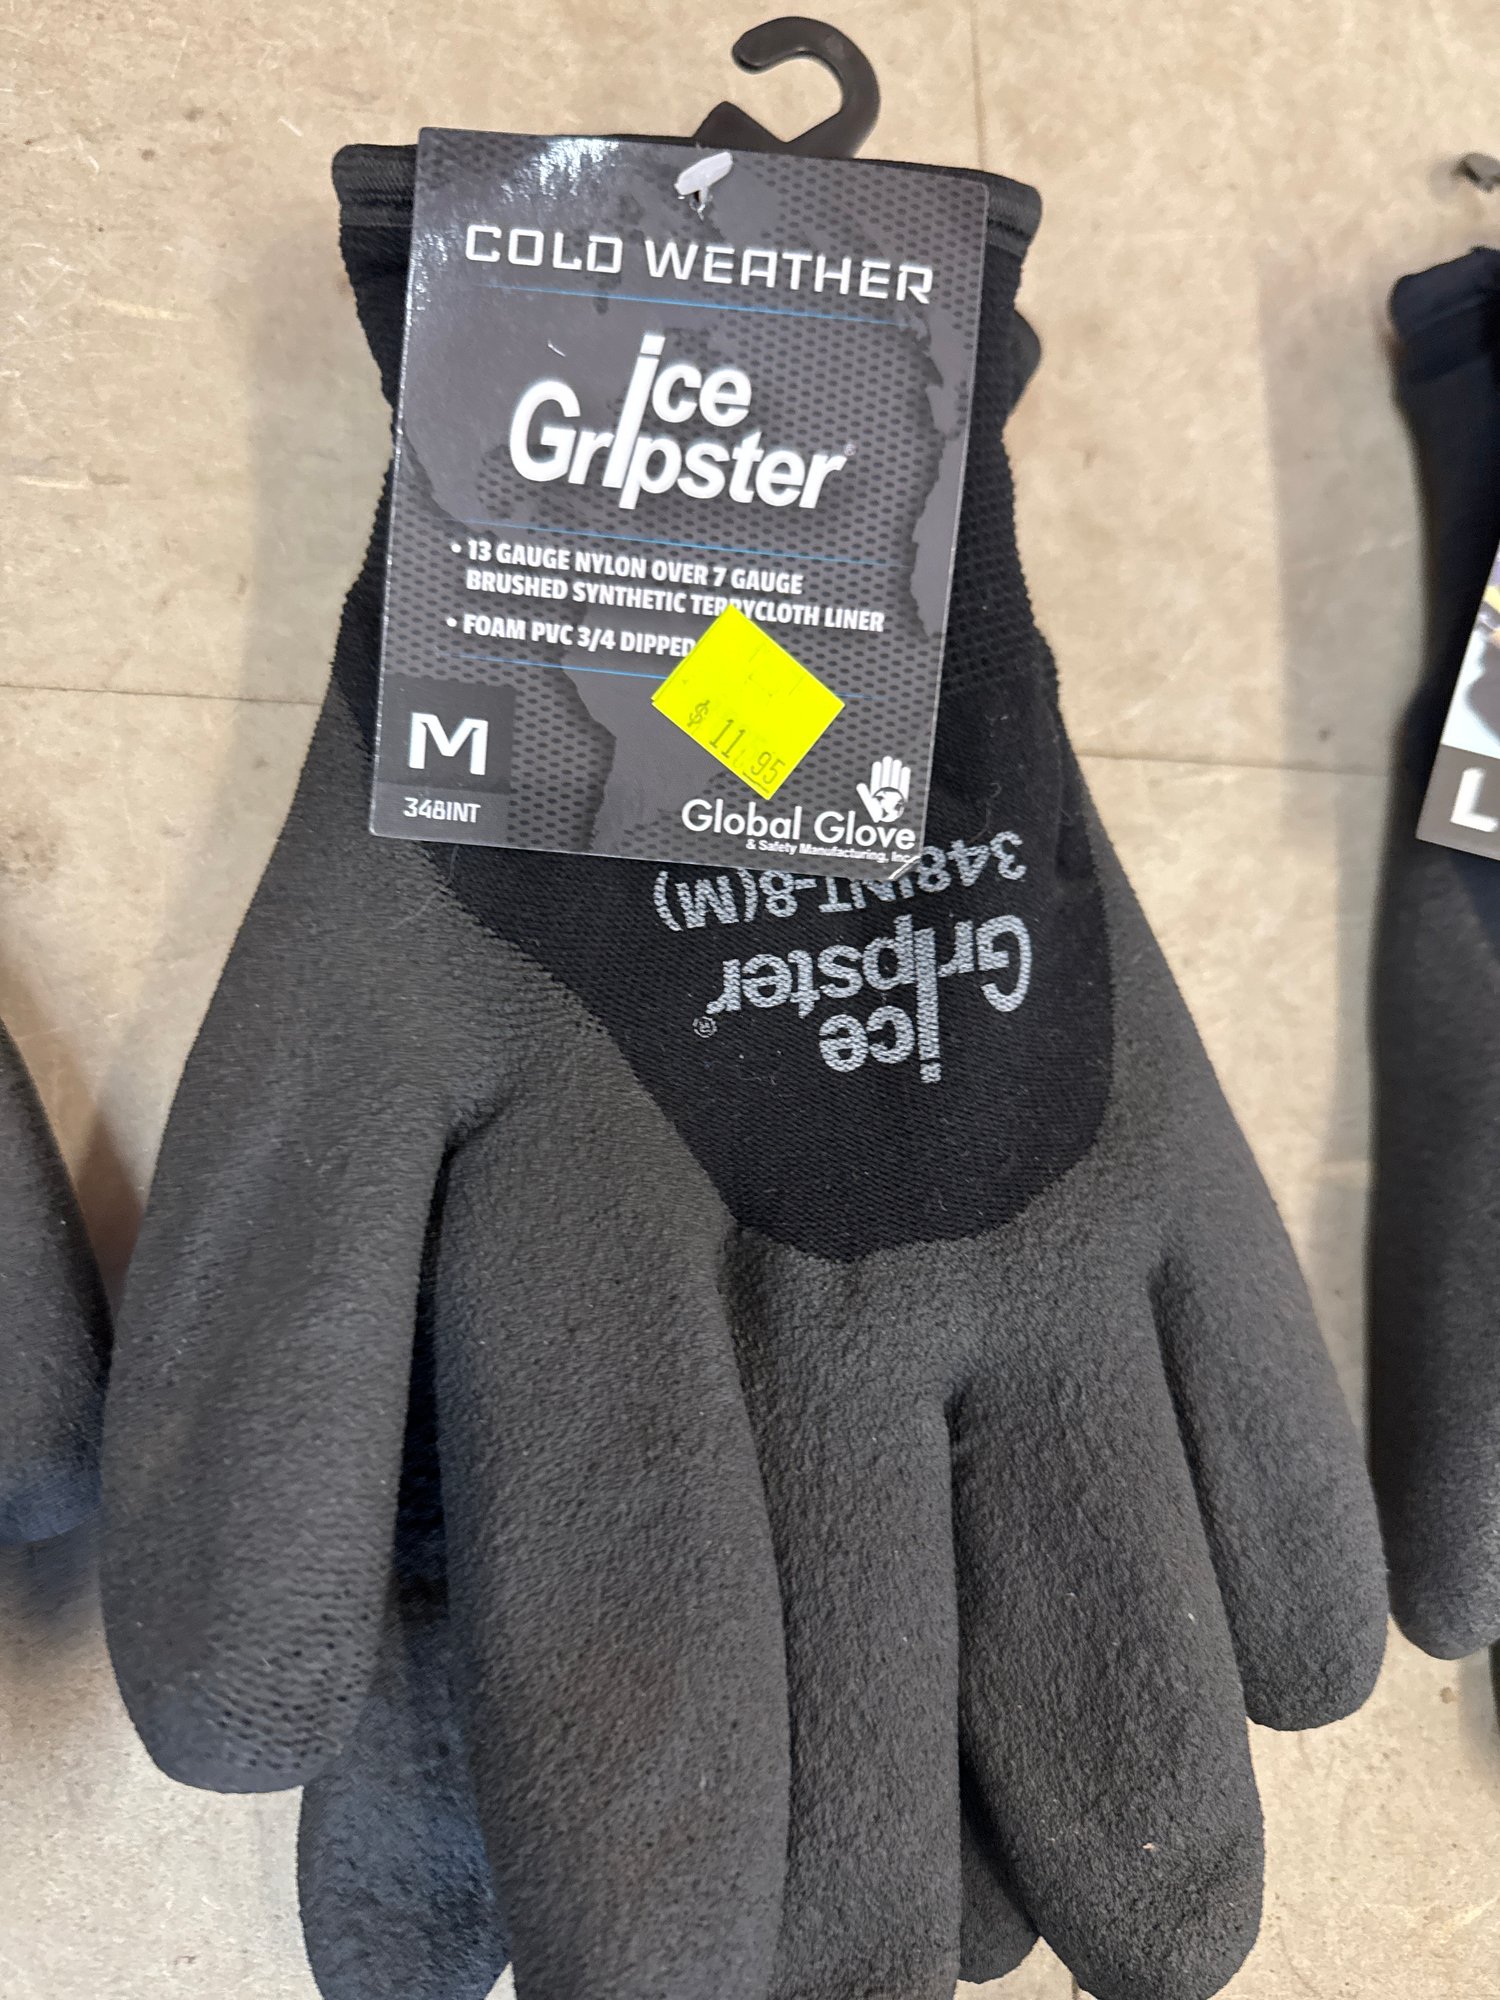 COLD WEATHER
ice
Gripster®
• 13 GAUGE NYLON OVER 7 GAUGE
BRUSHED SYNTHETIC TERRYCLOTH LINER
• FOAM PVC 3/4 DIPPED
$ 11.95
M
348INT
Global Glove
& Safety Manufacturing, Inc.
348INT-8(M)
Gripster®
ice
L